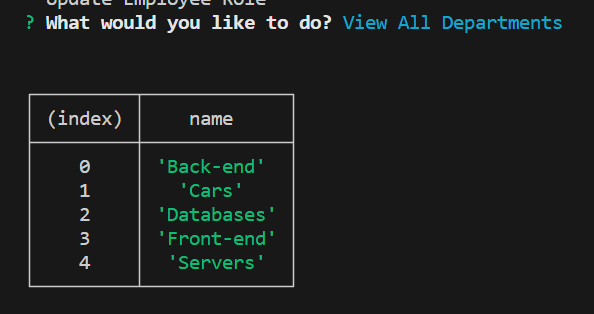 Update Employee Role
? What would you like to do? View All Departments
(index) name
0 'Back-end'
1 'Cars'
2 'Databases'
3 'Front-end'
4 'Servers'